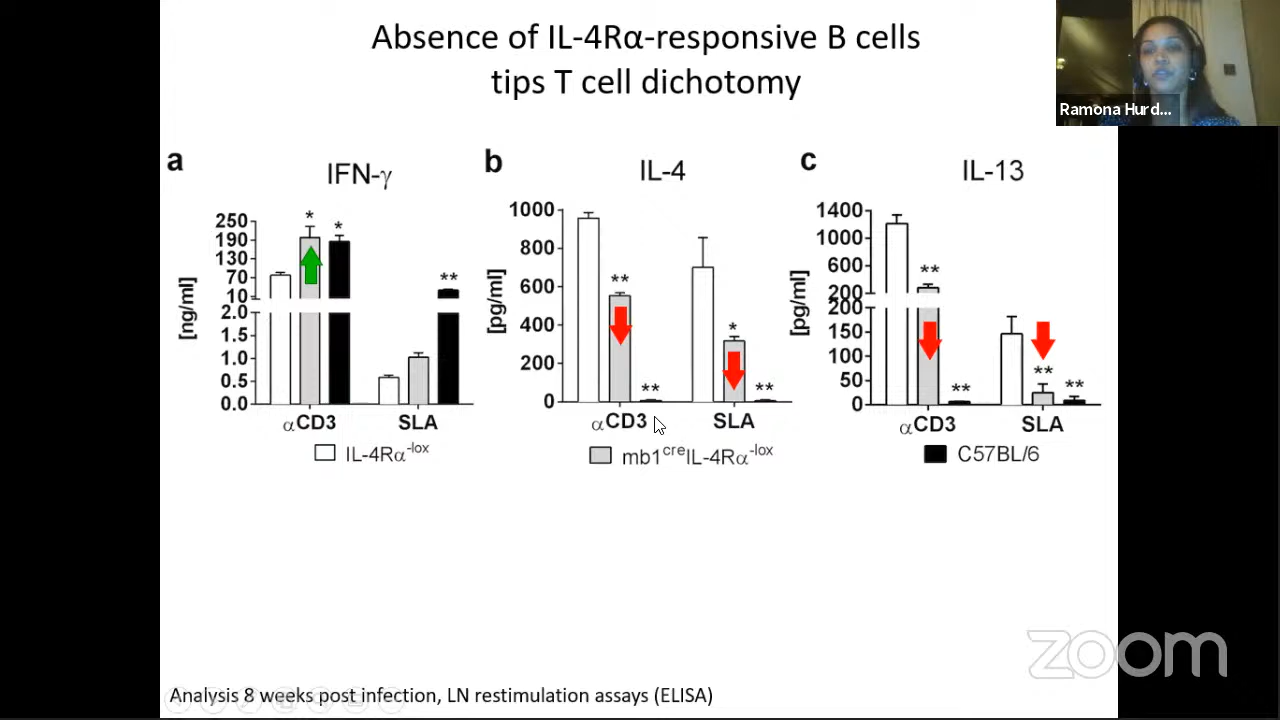 Absence of IL-4Rα-responsive B cells
tips T cell dichotomy
Ramona Hurd...
a
IFN-γ
[ng/ml]
250
190
130
70
10
2.0
1.5
1.0
0.5
0.0
*
*
**
αCD3
SLA
IL-4Rα-lox
b
IL-4
[pg/ml]
1000
800
600
400
200
0
**
**
*
**
αCD3
SLA
mb1creIL-4Rα-lox
c
IL-13
[pg/ml]
1400
1000
600
200
200
150
100
50
0
**
**
**
**
αCD3
SLA
C57BL/6
zoom
Analysis 8 weeks post infection, LN restimulation assays (ELISA)